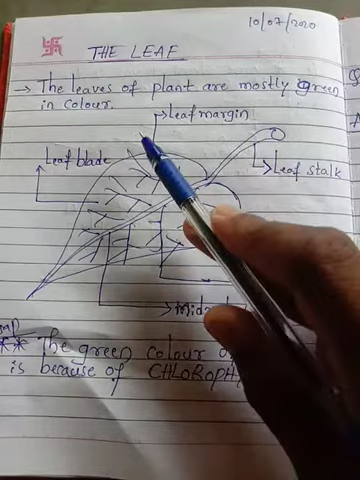 10/07/2020
THE LEAF
→ The leaves of plant are mostly green
in colour.
Leaf margin
Leaf blade
Leaf stalk
** The green colour
is because of